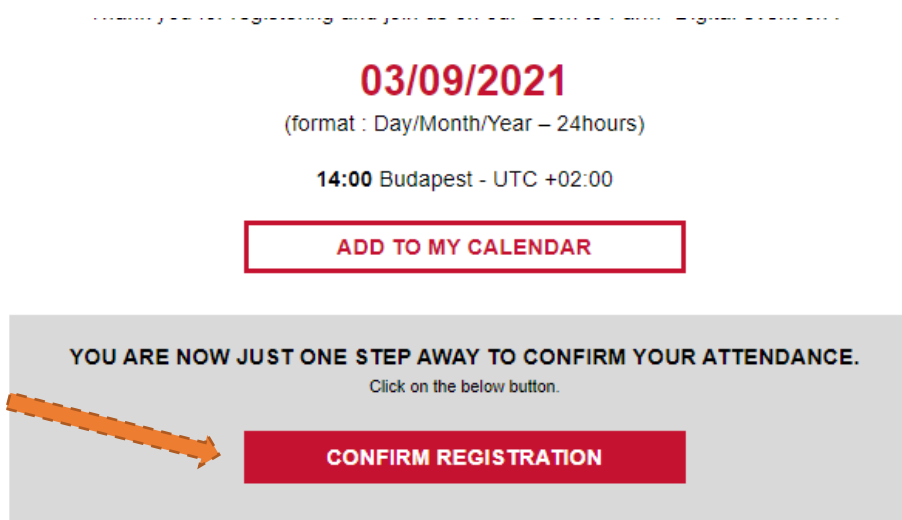 03/09/2021
(format : Day/Month/Year – 24hours)
14:00 Budapest - UTC +02:00
ADD TO MY CALENDAR
YOU ARE NOW JUST ONE STEP AWAY TO CONFIRM YOUR ATTENDANCE.
Click on the below button.
CONFIRM REGISTRATION